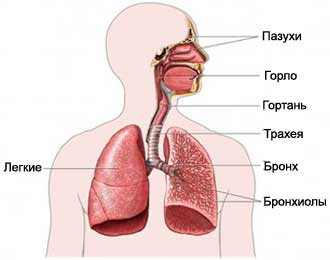 Пазухи
Горло
Гортань
Трахея
Легкие
Бронх
Бронхиолы